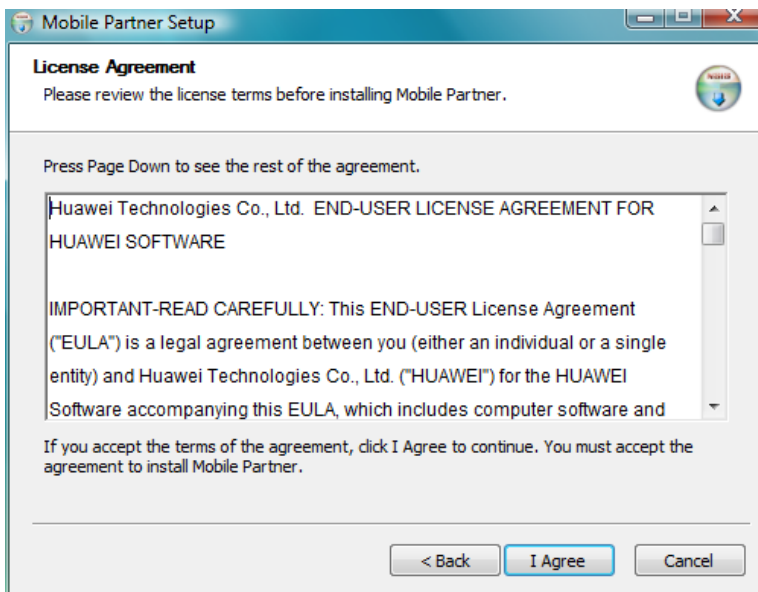 Mobile Partner Setup
License Agreement
Please review the license terms before installing Mobile Partner.
Press Page Down to see the rest of the agreement.
Huawei Technologies Co., Ltd.  END-USER LICENSE AGREEMENT FOR
HUAWEI SOFTWARE
IMPORTANT-READ CAREFULLY: This END-USER License Agreement
("EULA") is a legal agreement between you (either an individual or a single
entity) and Huawei Technologies Co., Ltd. ("HUAWEI") for the HUAWEI
Software accompanying this EULA, which includes computer software and
If you accept the terms of the agreement, click I Agree to continue. You must accept the
agreement to install Mobile Partner.
< Back
I Agree
Cancel